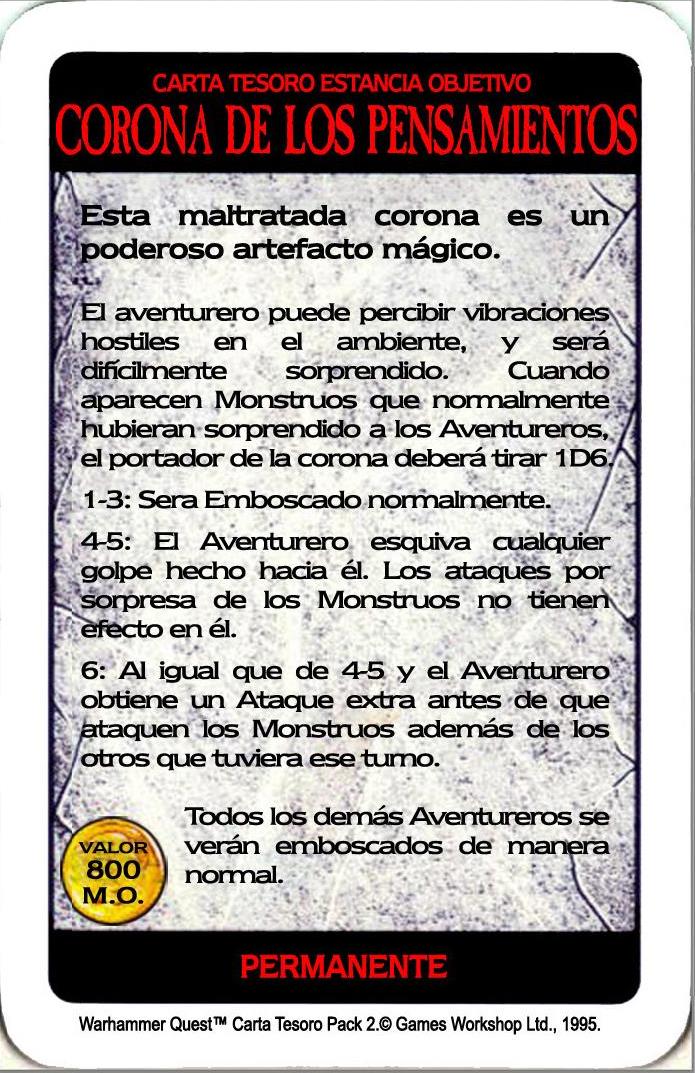 CARTA TESORO ESTANCIA OBJETIVO
CORONA DE LOS PENSAMIENTOS
Esta maltratada corona es un
poderoso artefacto mágico.
El aventurero puede percibir vibraciones
hostiles en el ambiente, y será
difícilmente sorprendido. Cuando
aparecen Monstruos que normalmente
hubieran sorprendido a los Aventureros,
el portador de la corona deberá tirar 1D6.
1-3: Sera Emboscado normalmente.
4-5: El Aventurero esquiva cualquier
golpe hecho hacia él. Los ataques por
sorpresa de los Monstruos no tienen
efecto en él.
6: Al igual que de 4-5 y el Aventurero
obtiene un Ataque extra antes de que
ataquen los Monstruos además de los
otros que tuviera ese turno.
Todos los demás Aventureros se
verán emboscados de manera
normal.
VALOR
800
M.O.
PERMANENTE
Warhammer Quest™ Carta Tesoro Pack 2.© Games Workshop Ltd., 1995.